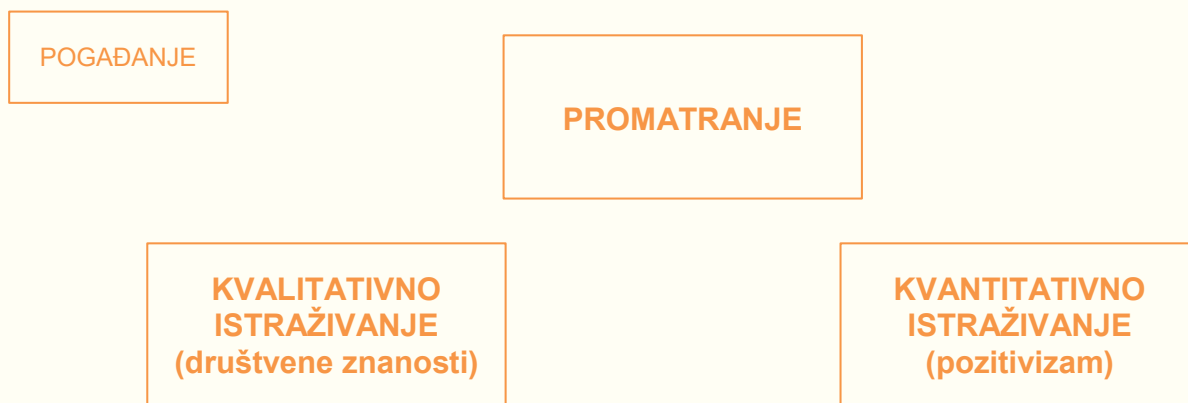 POGAĐANJE
PROMATRANJE
KVALITATIVNO
ISTRAŽIVANJE
(društvene znanosti)
KVANTITATIVNO
ISTRAŽIVANJE
(pozitivizam)